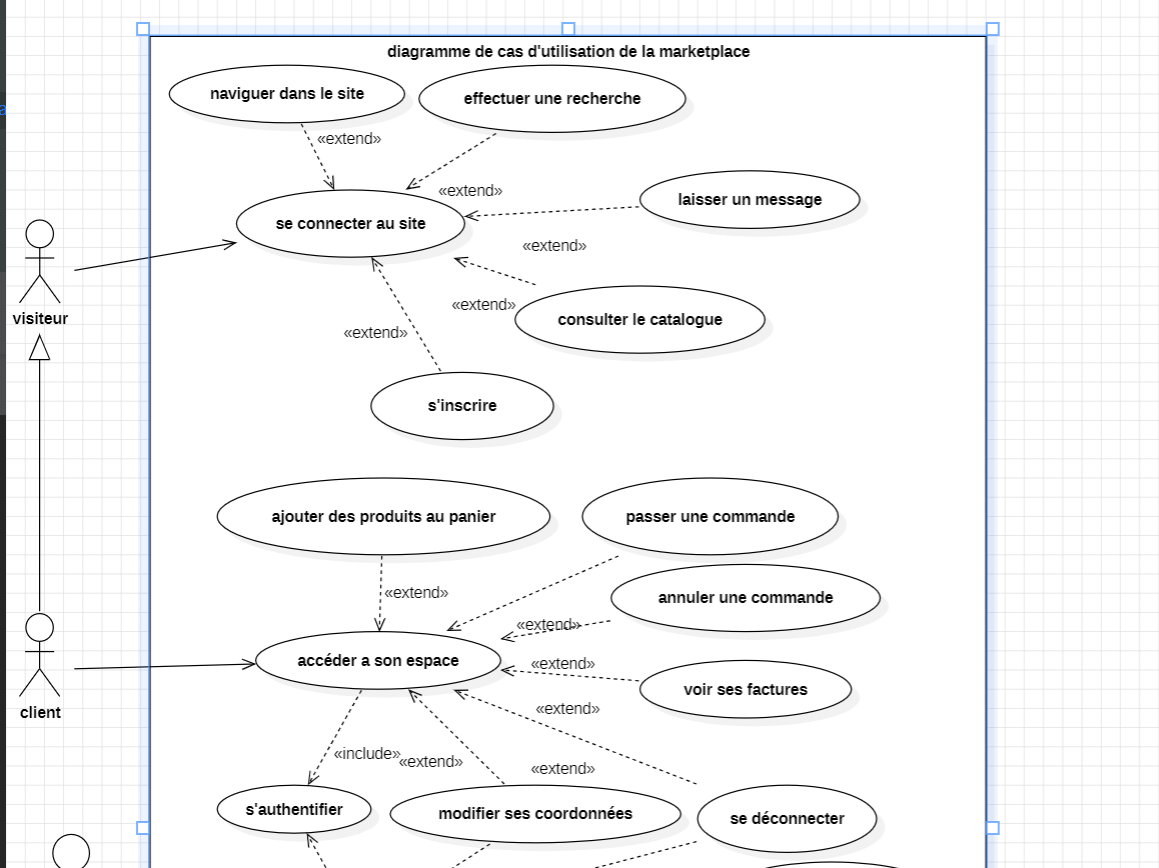 diagramme de cas d'utilisation de la marketplace
naviguer dans le site
effectuer une recherche
«extend»
«extend»
laisser un message
se connecter au site
«extend»
visiteur
«extend»
consulter le catalogue
«extend»
s'inscrire
ajouter des produits au panier
passer une commande
«extend»
annuler une commande
«extend»
accéder a son espace
«extend»
voir ses factures
client
«extend»
«include»
«extend»
«extend»
s'authentifier
modifier ses coordonnées
se déconnecter